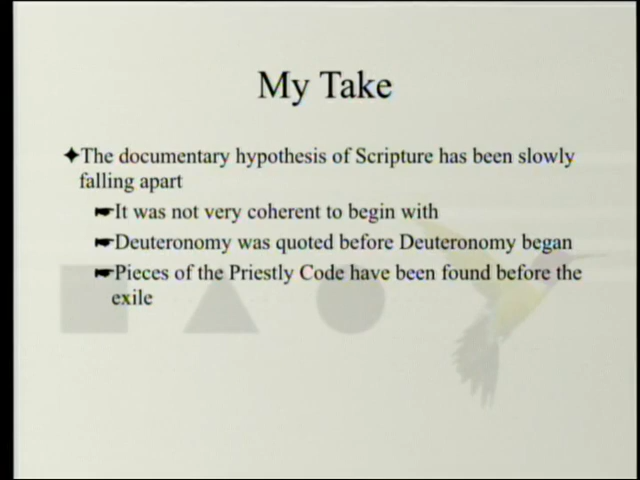 My Take
The documentary hypothesis of Scripture has been slowly
falling apart
It was not very coherent to begin with
Deuteronomy was quoted before Deuteronomy began
Pieces of the Priestly Code have been found before the
exile